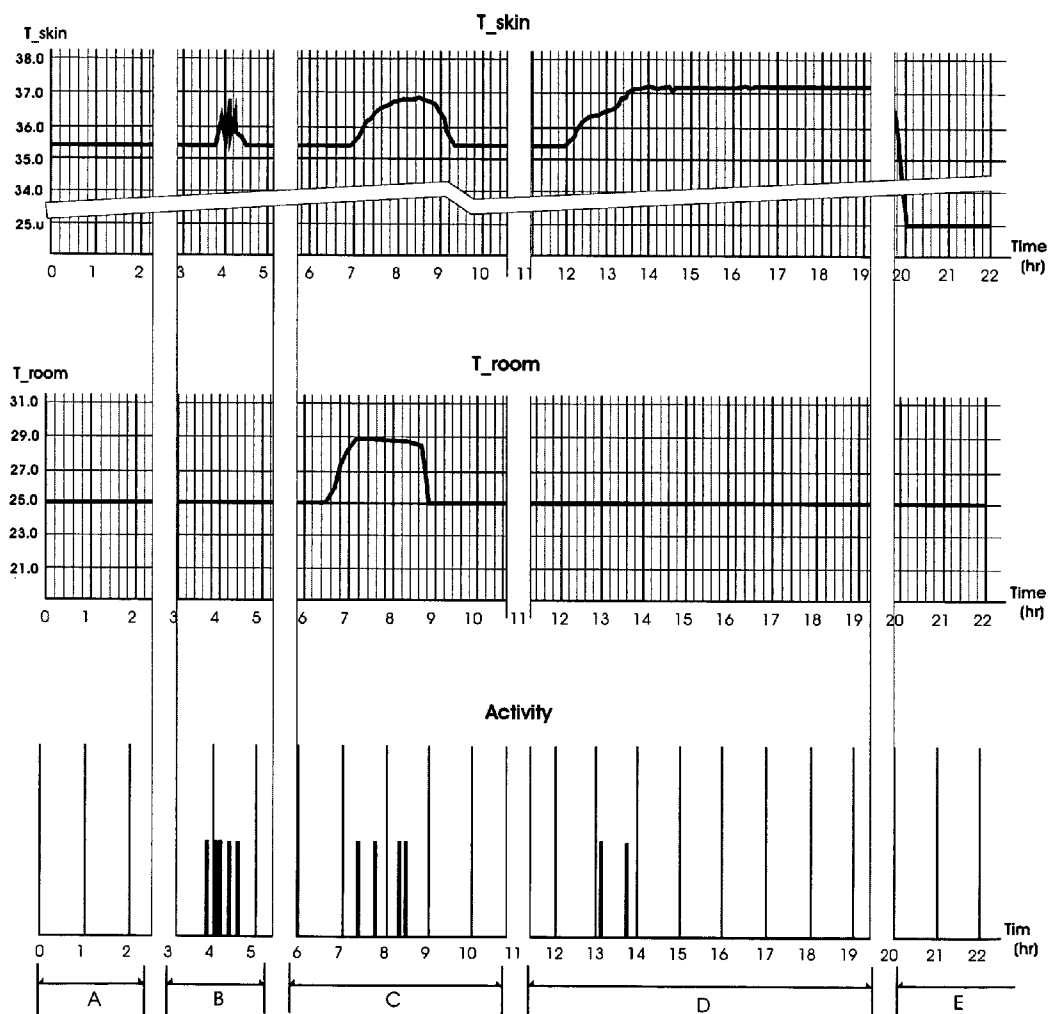 T_skin
T_skin
38.0
37.0
36.0
35.0
34.0
25.0
Time
(hr)
0 1 2 3 4 5 6 7 8 9 10 11 12 13 14 15 16 17 18 19 20 21 22
T_room
T_room
31.0
29.0
27.0
25.0
23.0
21.0
Time
(hr)
0 1 2 3 4 5 6 7 8 9 10 11 12 13 14 15 16 17 18 19 20 21 22
Activity
Tim
(hr)
0 1 2 3 4 5 6 7 8 9 10 11 12 13 14 15 16 17 18 19 20 21 22
A B C D E